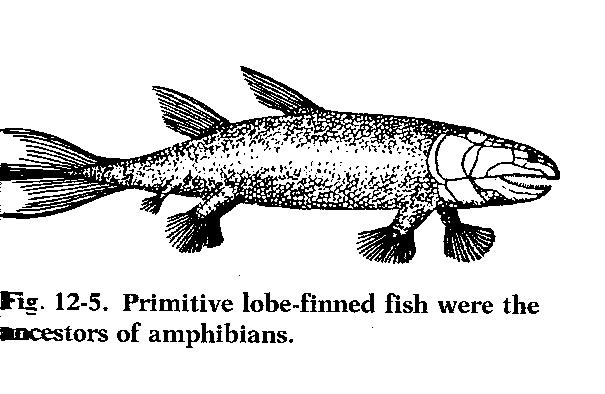 Fig. 12-5. Primitive lobe-finned fish were the
ancestors of amphibians.